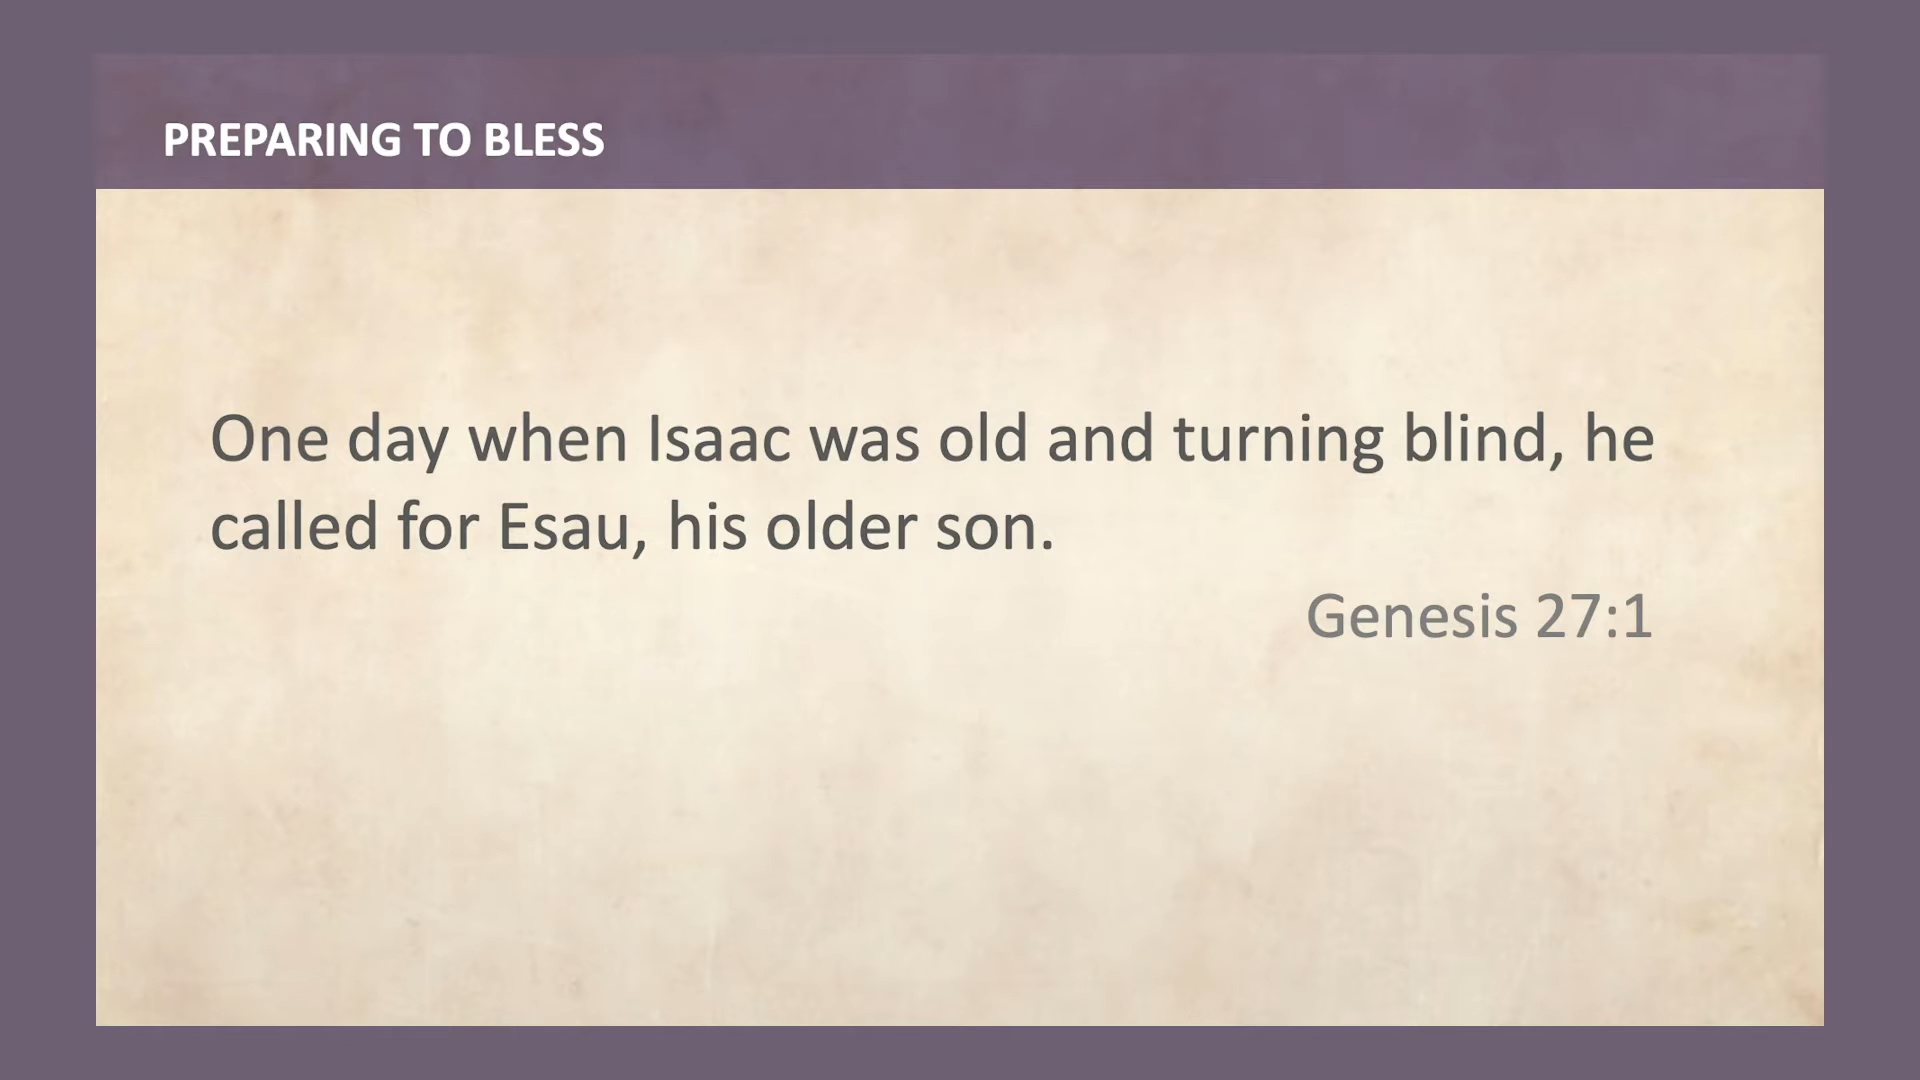 PREPARING TO BLESS
One day when Isaac was old and turning blind, he
called for Esau, his older son.
Genesis 27:1